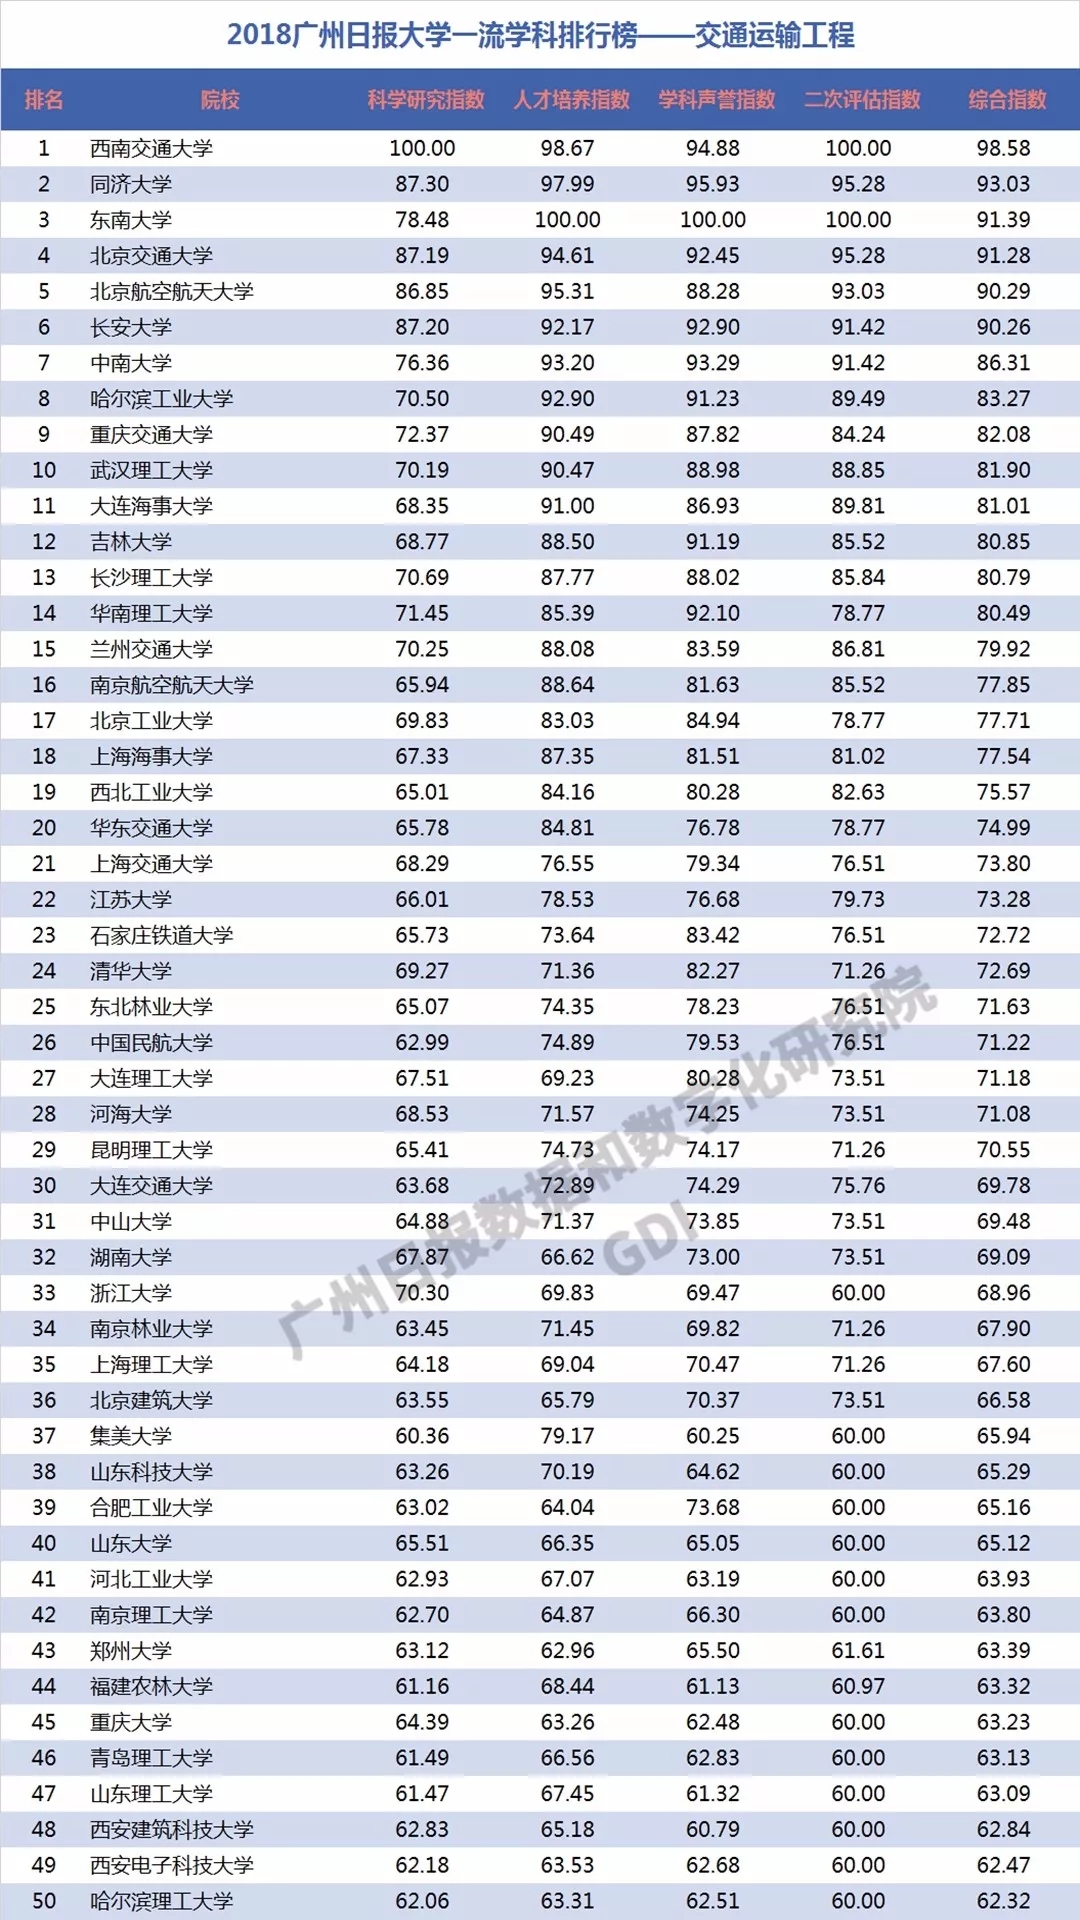 2018广州日报大学一流学科排行榜——交通运输工程
排名 院校 科学研究指数 人才培养指数 学科声誉指数 二次评估指数 综合指数
1 西南交通大学 100.00 98.67 94.88 100.00 98.58
2 同济大学 87.30 97.99 95.93 95.28 93.03
3 东南大学 78.48 100.00 100.00 100.00 91.39
4 北京交通大学 87.19 94.61 92.45 95.28 91.28
5 北京航空航天大学 86.85 95.31 88.28 93.03 90.29
6 长安大学 87.20 92.17 92.90 91.42 90.26
7 中南大学 76.36 93.20 93.29 91.42 86.31
8 哈尔滨工业大学 70.50 92.90 91.23 89.49 83.27
9 重庆交通大学 72.37 90.49 87.82 84.24 82.08
10 武汉理工大学 70.19 90.47 88.98 88.85 81.90
11 大连海事大学 68.35 91.00 86.93 89.81 81.01
12 吉林大学 68.77 88.50 91.19 85.52 80.85
13 长沙理工大学 70.69 87.77 88.02 85.84 80.79
14 华南理工大学 71.45 85.39 92.10 78.77 80.49
15 兰州交通大学 70.25 88.08 83.59 86.81 79.92
16 南京航空航天大学 65.94 88.64 81.63 85.52 77.85
17 北京工业大学 69.83 83.03 84.94 78.77 77.71
18 上海海事大学 67.33 87.35 81.51 81.02 77.54
19 西北工业大学 65.01 84.16 80.28 82.63 75.57
20 华东交通大学 65.78 84.81 76.78 78.77 74.99
21 上海交通大学 68.29 76.55 79.34 76.51 73.80
22 江苏大学 66.01 78.53 76.68 79.73 73.28
23 石家庄铁道大学 65.73 73.64 83.42 76.51 72.72
24 清华大学 69.27 71.36 82.27 71.26 72.69
25 东北林业大学 65.07 74.35 78.23 76.51 71.63
26 中国民航大学 62.99 74.89 79.53 76.51 71.22
27 大连理工大学 67.51 69.23 80.28 73.51 71.18
28 河海大学 68.53 71.57 74.25 73.51 71.08
29 昆明理工大学 65.41 74.73 74.17 71.26 70.55
30 大连交通大学 63.68 72.89 74.29 75.76 69.78
31 中山大学 64.88 71.37 73.85 73.51 69.48
32 湖南大学 67.87 66.62 73.00 73.51 69.09
33 浙江大学 70.30 69.83 69.47 60.00 68.96
34 南京林业大学 63.45 71.45 69.82 71.26 67.90
35 上海理工大学 64.18 69.04 70.47 71.26 67.60
36 北京建筑大学 63.55 65.79 70.37 73.51 66.58
37 集美大学 60.36 79.17 60.25 60.00 65.94
38 山东科技大学 63.26 70.19 64.62 60.00 65.29
39 合肥工业大学 63.02 64.04 73.68 60.00 65.16
40 山东大学 65.51 66.35 65.05 60.00 65.12
41 河北工业大学 62.93 67.07 63.19 60.00 63.93
42 南京理工大学 62.70 64.87 66.30 60.00 63.80
43 郑州大学 63.12 62.96 65.50 61.61 63.39
44 福建农林大学 61.16 68.44 61.13 60.97 63.32
45 重庆大学 64.39 63.26 62.48 60.00 63.23
46 青岛理工大学 61.49 66.56 62.83 60.00 63.13
47 山东理工大学 61.47 67.45 61.32 60.00 63.09
48 西安建筑科技大学 62.83 65.18 60.79 60.00 62.84
49 西安电子科技大学 62.18 63.53 62.68 60.00 62.47
50 哈尔滨理工大学 62.06 63.31 62.51 60.00 62.32
广州日报数据和数字化研究院
GDI